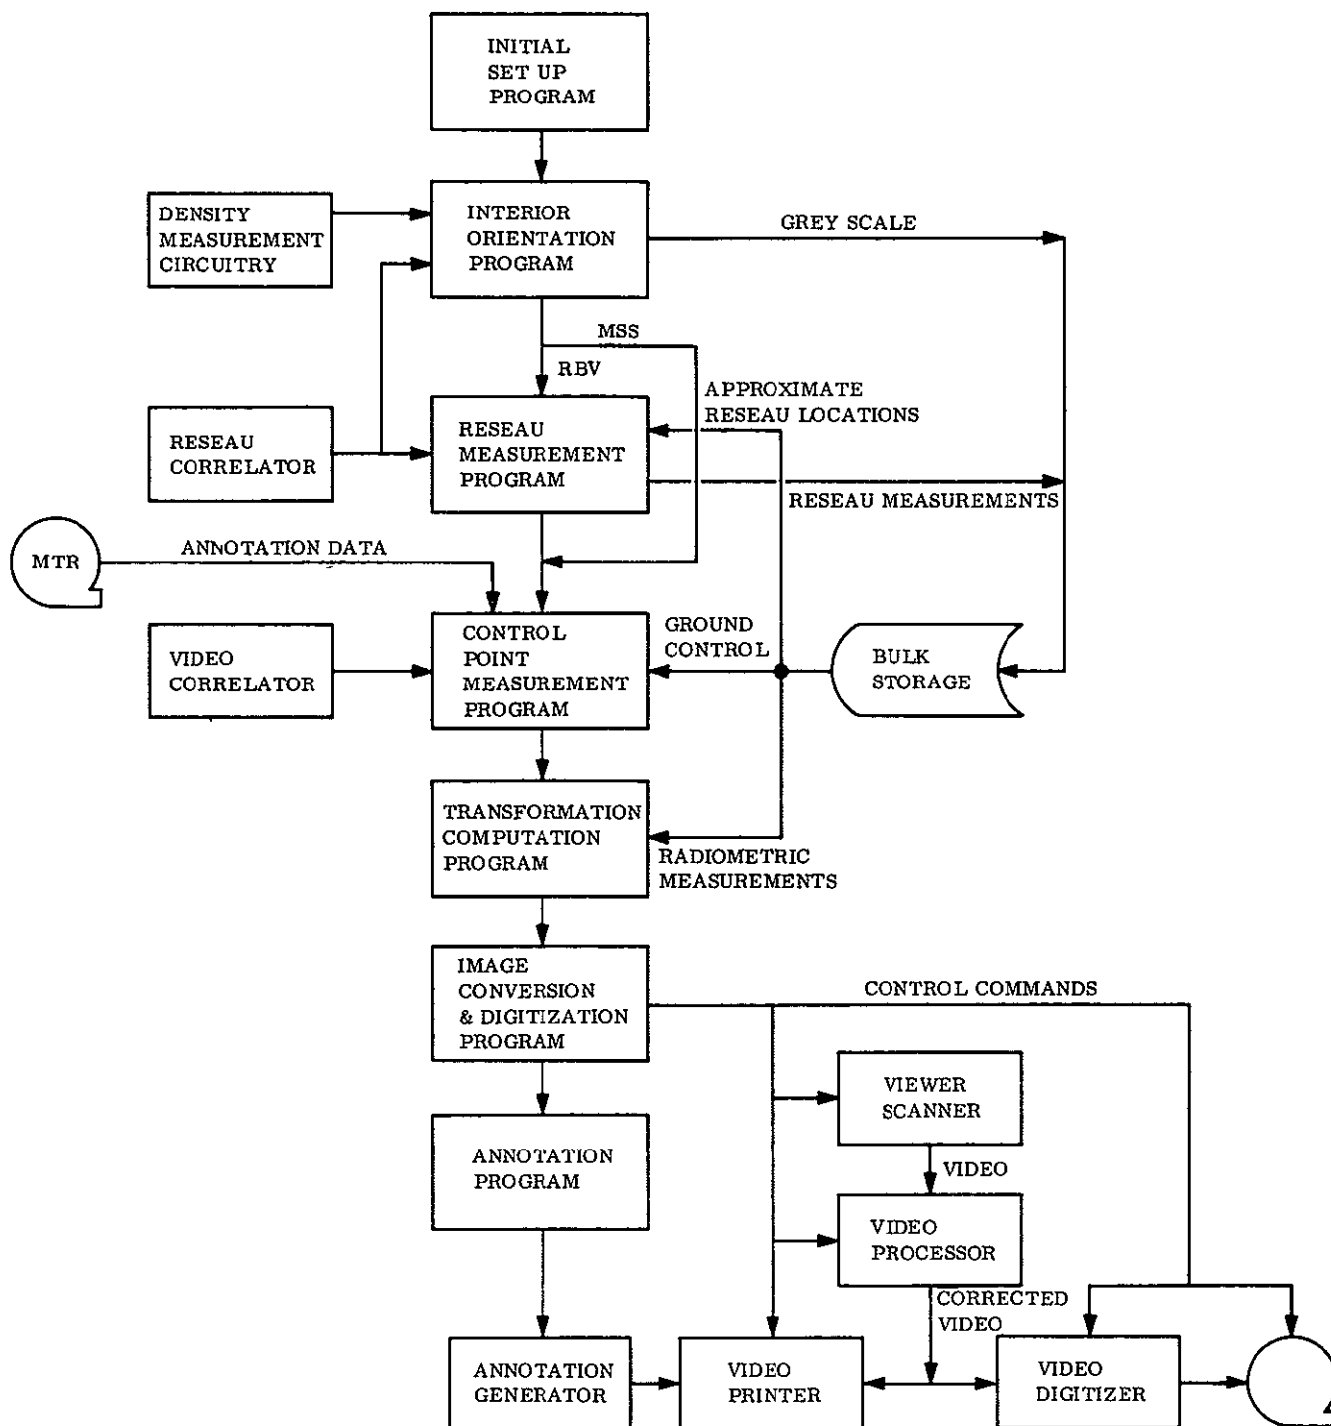 INITIAL
SET UP
PROGRAM
DENSITY
MEASUREMENT
CIRCUITRY
INTERIOR
ORIENTATION
PROGRAM
GREY SCALE
MSS
RBV
APPROXIMATE
RESEAU LOCATIONS
RESEAU
CORRELATOR
RESEAU
MEASUREMENT
PROGRAM
RESEAU MEASUREMENTS
MTR
ANNOTATION DATA
VIDEO
CORRELATOR
CONTROL
POINT
MEASUREMENT
PROGRAM
GROUND
CONTROL
BULK
STORAGE
TRANSFORMATION
COMPUTATION
PROGRAM
RADIOMETRIC
MEASUREMENTS
IMAGE
CONVERSION
& DIGITIZATION
PROGRAM
CONTROL COMMANDS
VIEWER
SCANNER
VIDEO
ANNOTATION
PROGRAM
VIDEO
PROCESSOR
CORRECTED
VIDEO
ANNOTATION
GENERATOR
VIDEO
PRINTER
VIDEO
DIGITIZER